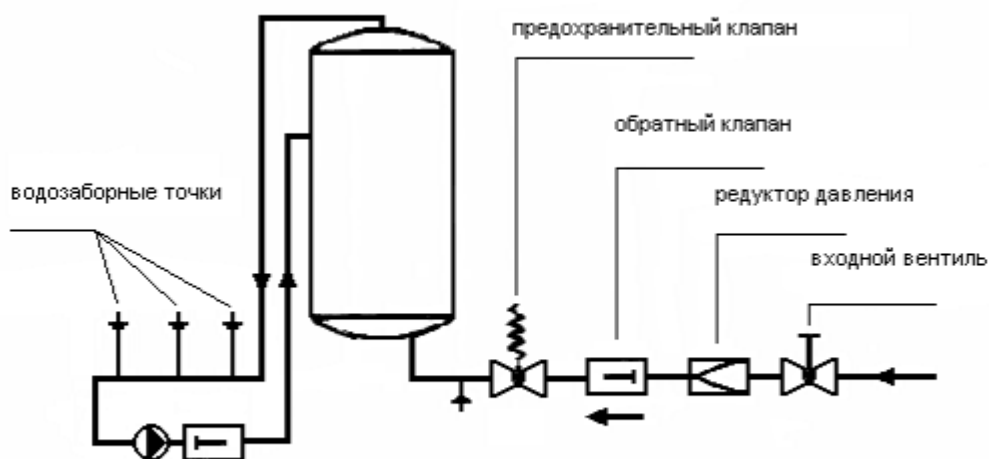 предохранительный клапан
обратный клапан
водозаборные точки
редуктор давления
входной вентиль